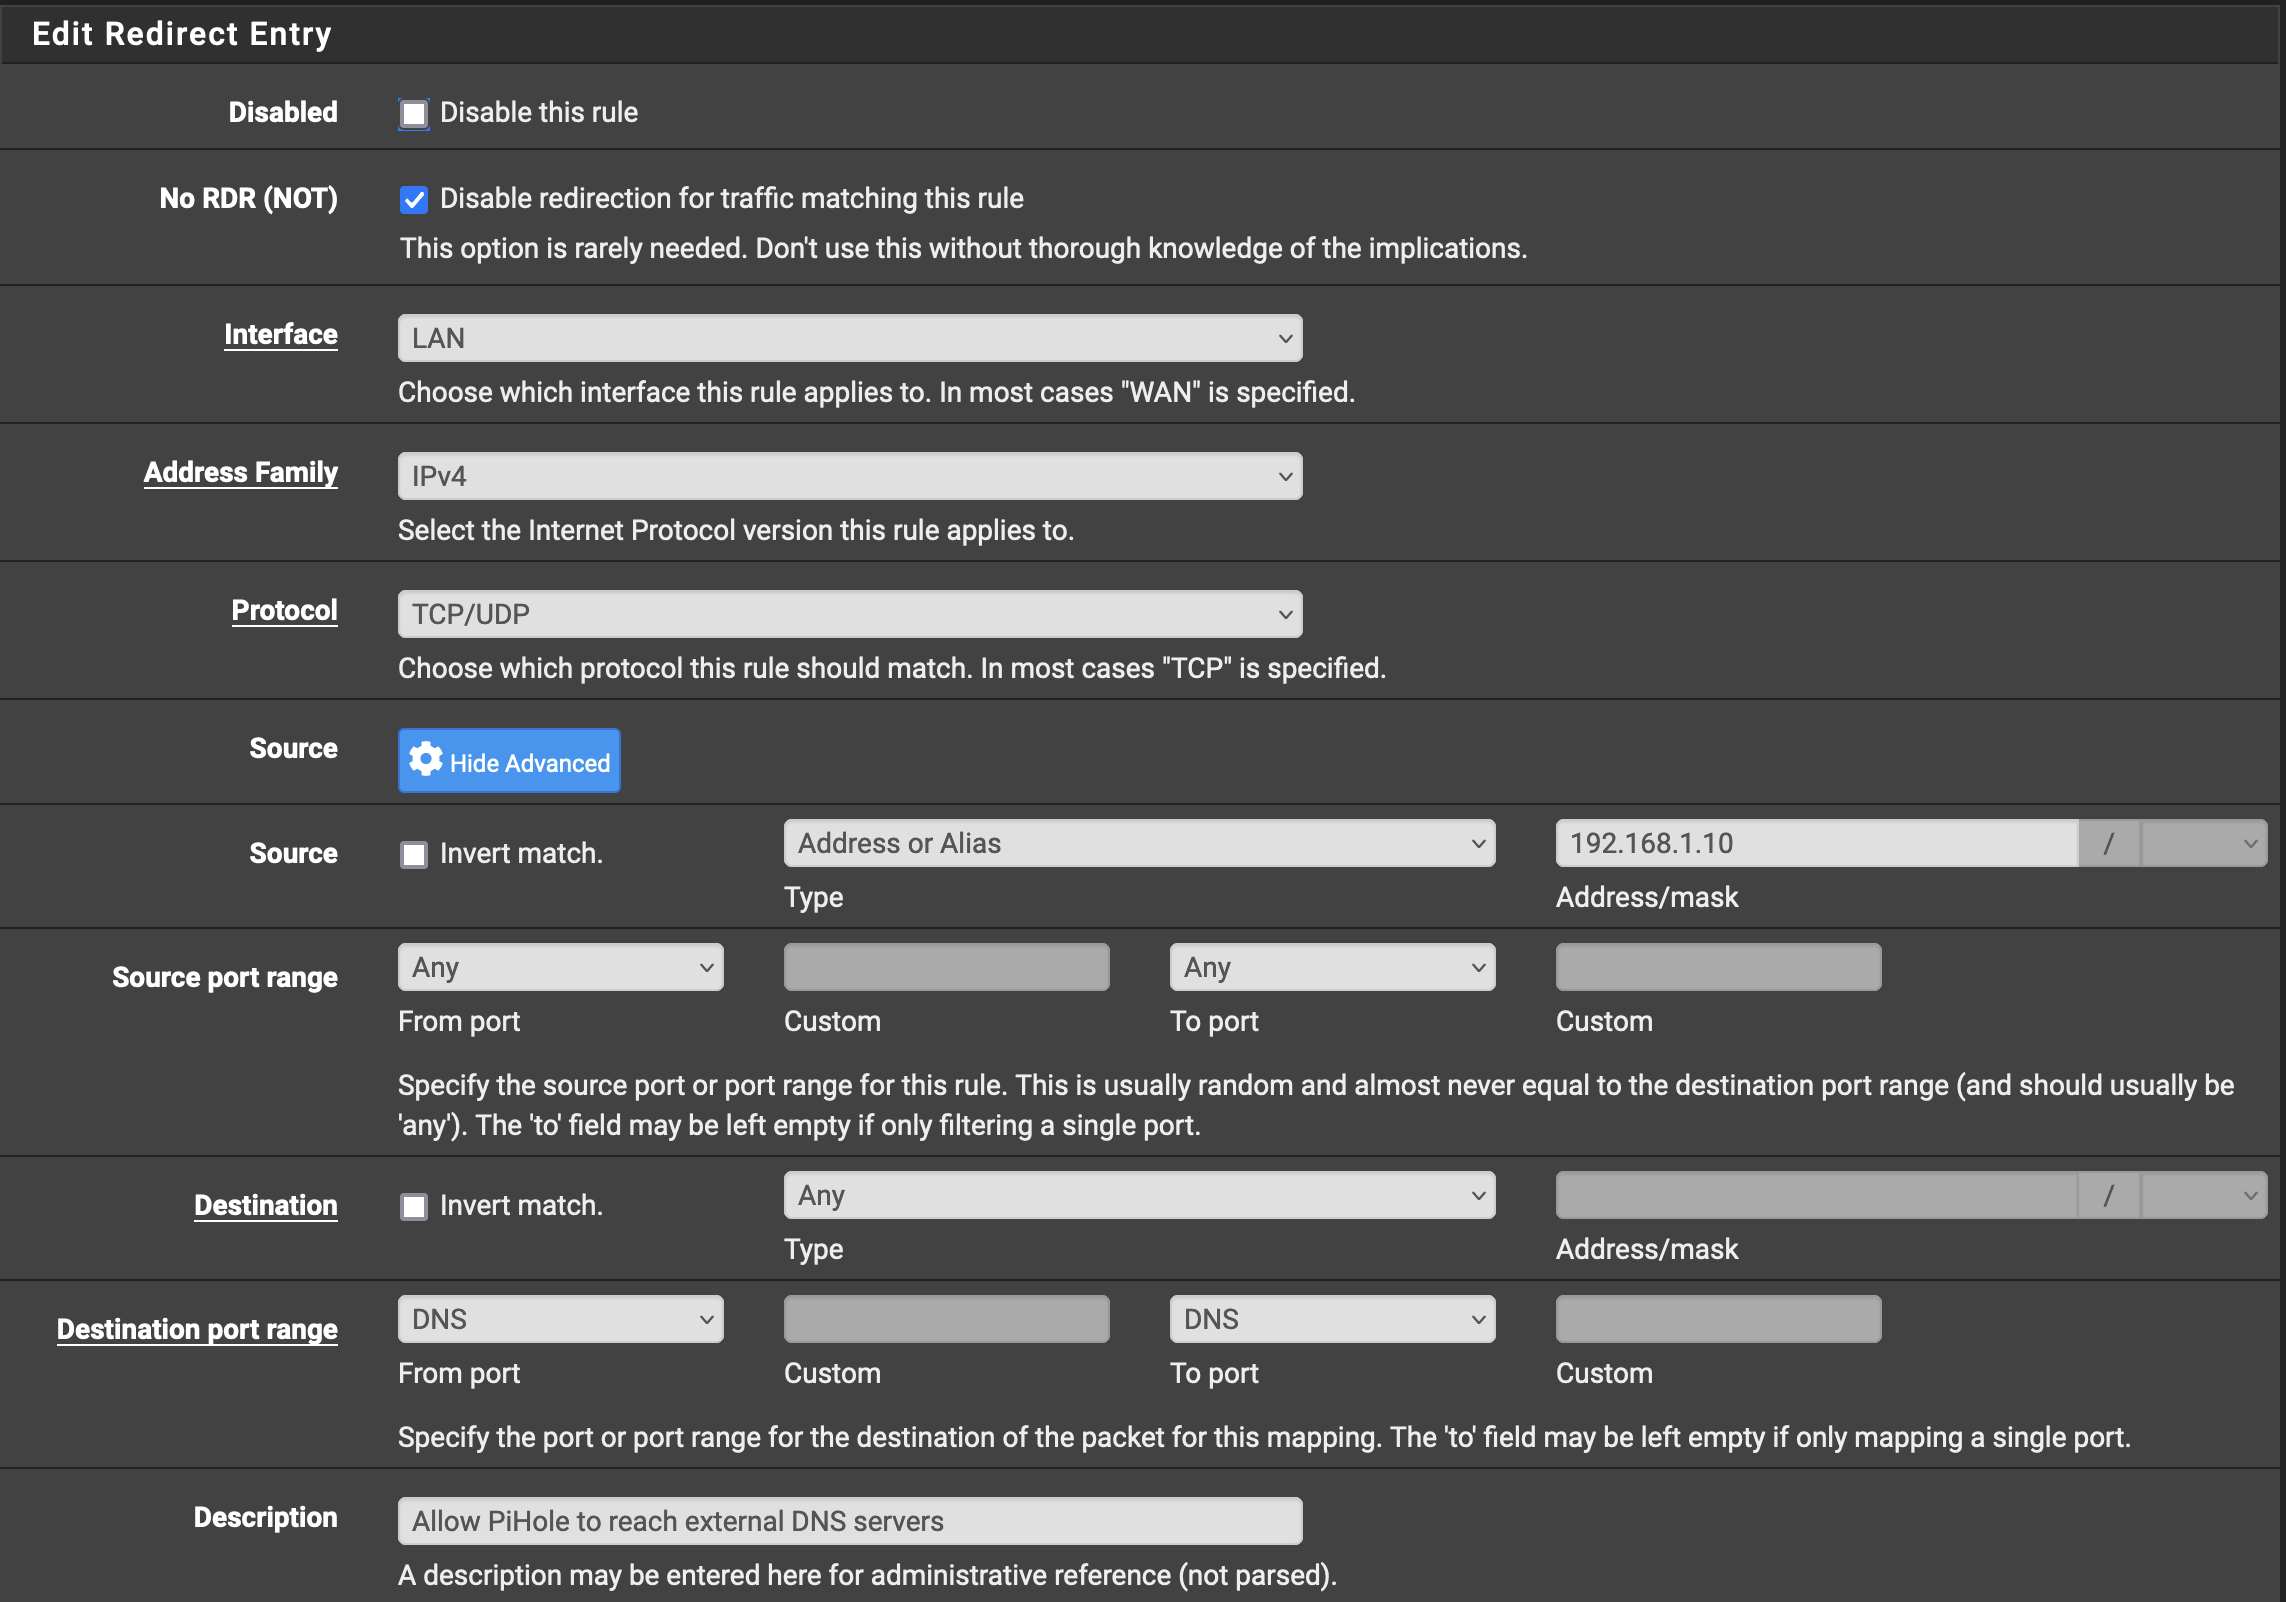 Edit Redirect Entry
Disabled
Disable this rule
No RDR (NOT)
Disable redirection for traffic matching this rule
This option is rarely needed. Don't use this without thorough knowledge of the implications.
Interface
LAN
Choose which interface this rule applies to. In most cases "WAN" is specified.
Address Family
IPv4
Select the Internet Protocol version this rule applies to.
Protocol
TCP/UDP
Choose which protocol this rule should match. In most cases "TCP" is specified.
Source
Hide Advanced
Source
Invert match.
Address or Alias
192.168.1.10
/
Type
Address/mask
Source port range
Any
Any
From port
Custom
To port
Custom
Specify the source port or port range for this rule. This is usually random and almost never equal to the destination port range (and should usually be
'any'). The 'to' field may be left empty if only filtering a single port.
Destination
Invert match.
Any
/
Type
Address/mask
Destination port range
DNS
DNS
From port
Custom
To port
Custom
Specify the port or port range for the destination of the packet for this mapping. The 'to' field may be left empty if only mapping a single port.
Description
Allow PiHole to reach external DNS servers
A description may be entered here for administrative reference (not parsed).